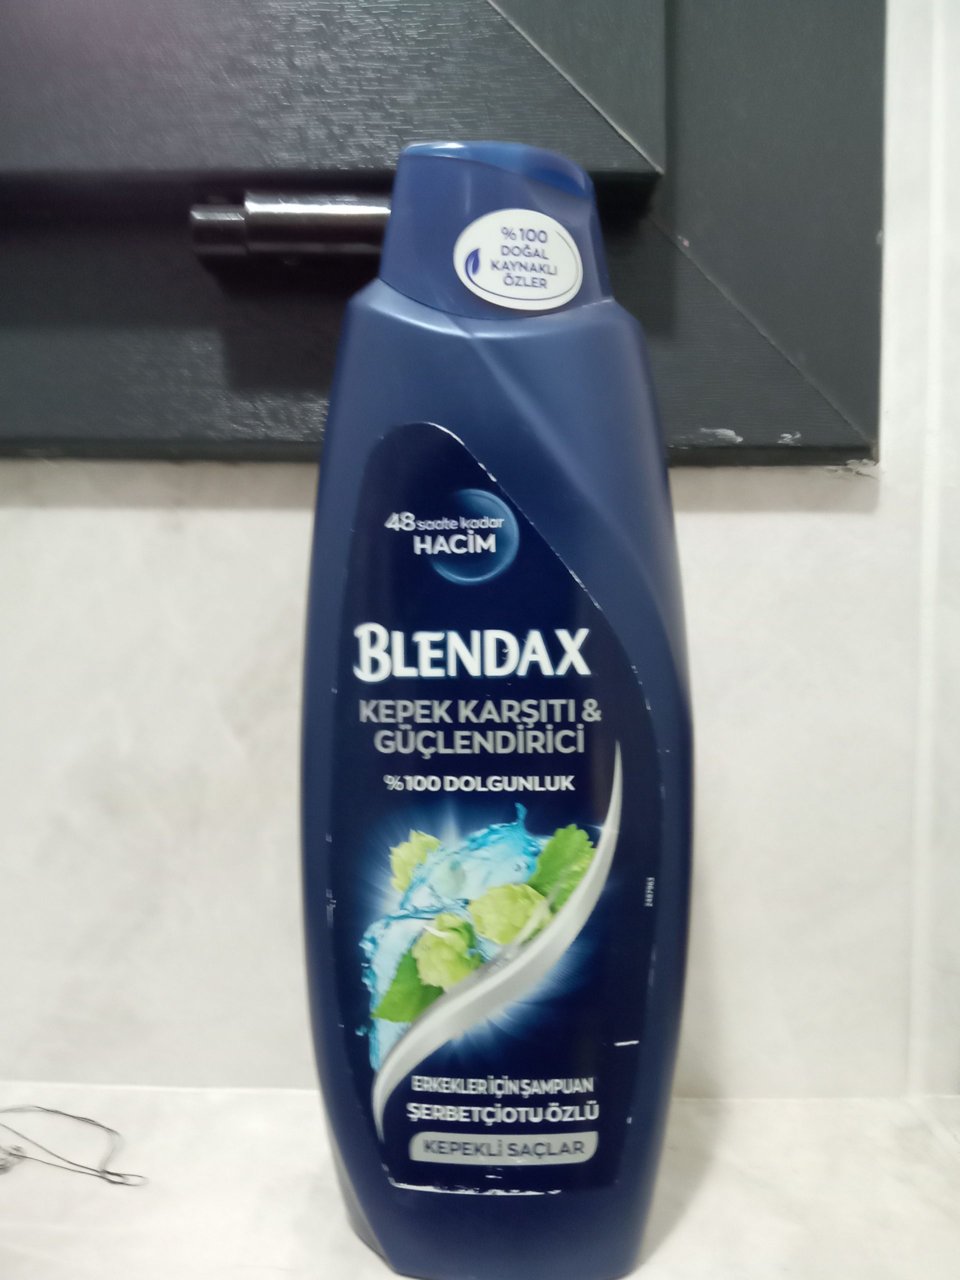 %100
DOĞAL
KAYNAKLI
ÖZLER
48 saate kadar
HACİM
BLENDAX
KEPEK KARŞITI &
GÜÇLENDİRİCİ
%100 DOLGUNLUK
2487963
ERKEKLER İÇİN ŞAMPUAN
ŞERBETÇİOTU ÖZLÜ
KEPEKLİ SAÇLAR